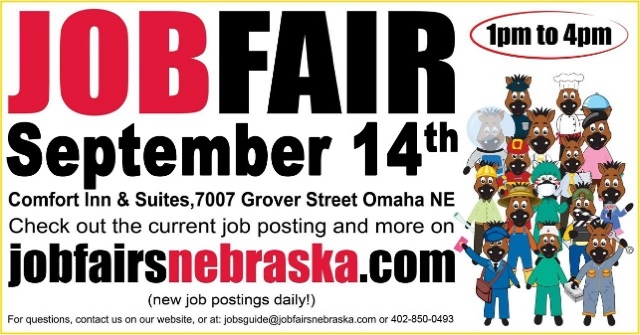 JOBFAIR
1pm to 4pm
September 14th
Comfort Inn & Suites,7007 Grover Street Omaha NE
Check out the current job posting and more on
jobfairsnebraska.com
(new job postings daily!)
For questions, contact us on our website, or at: jobsguide@jobfairsnebraska.com or 402-850-0493